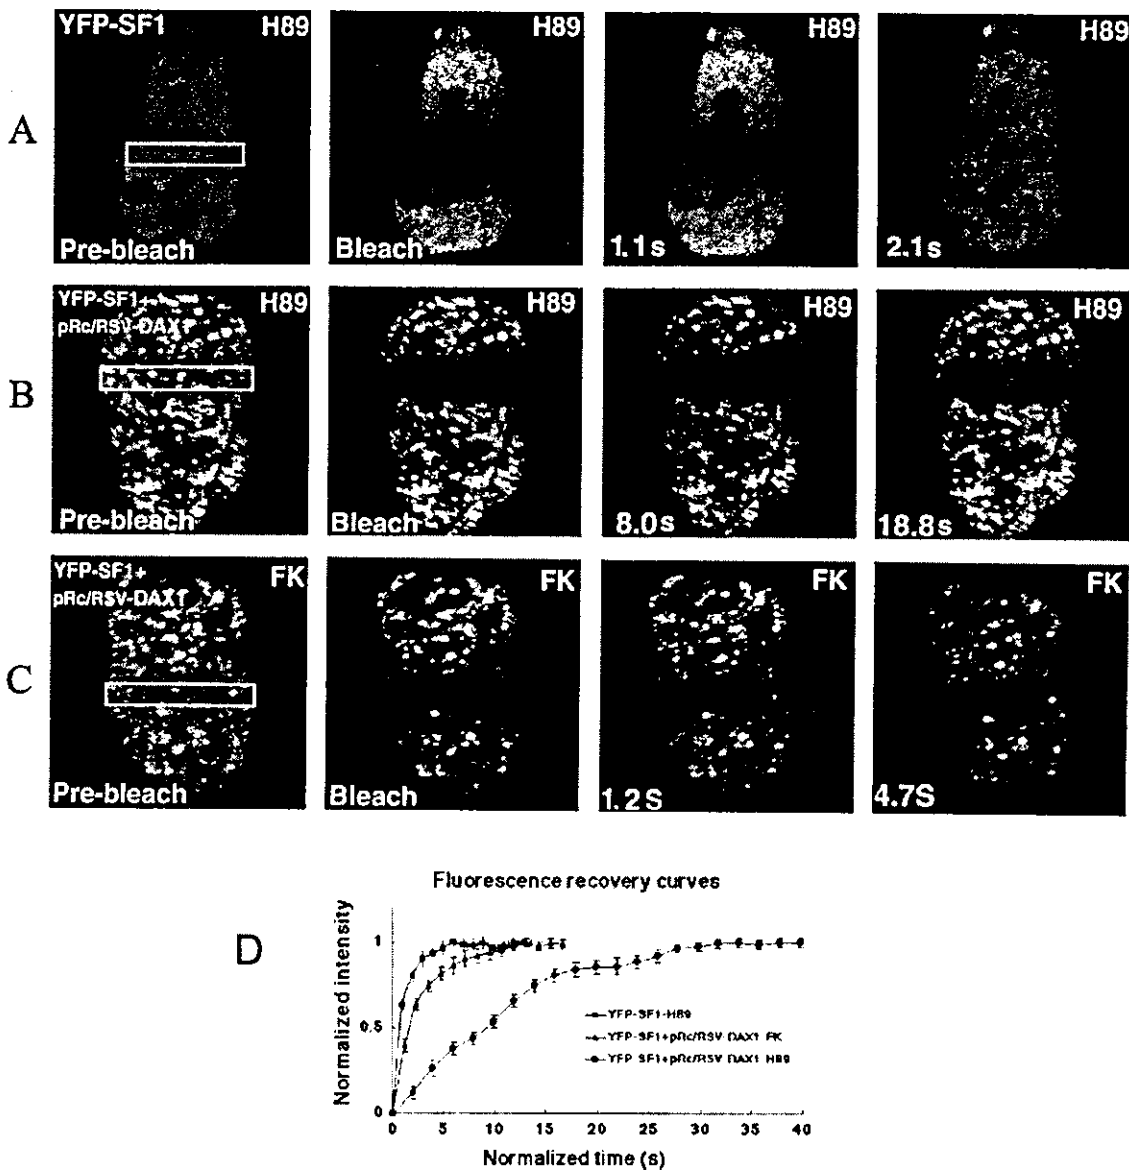 A
YFP-SF1 H89
Pre-bleach
H89
Bleach
H89
1.1s
H89
2.1s
B
YFP-SF1+ H89
pRc/RSV-DAX1
Pre-bleach
H89
Bleach
H89
8.0s
H89
18.8s
C
YFP-SF1+ FK
pRc/RSV-DAX1
Pre-bleach
FK
Bleach
FK
1.2S
FK
4.7S
D
Fluorescence recovery curves
Normalized intensity
1
0.5
0
0 5 10 15 20 25 30 35 40
Normalized time (s)
YFP-SF1-H89
YFP-SF1+pRc/RSV-DAX1 FK
YFP-SF1+pRc/RSV-DAX1 H89